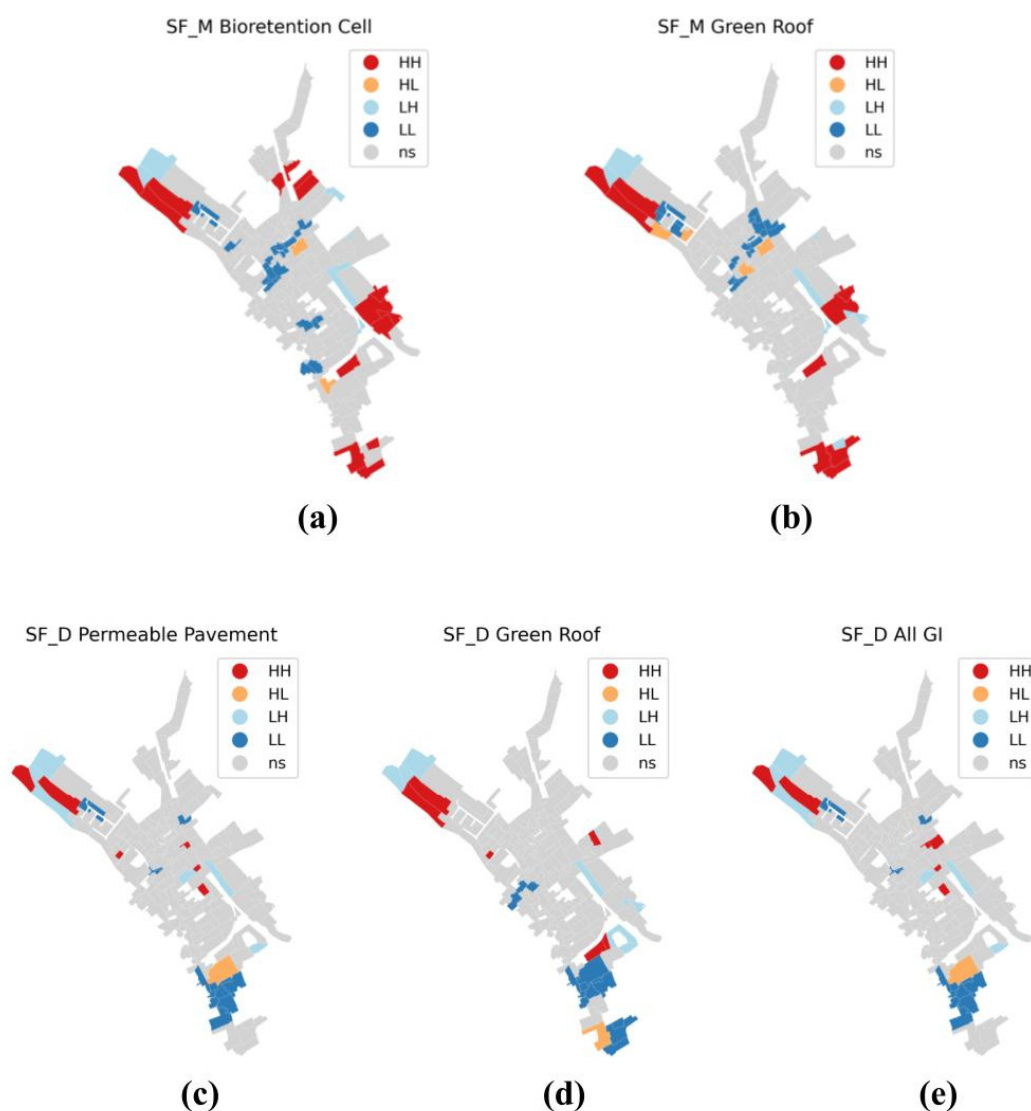 SF_M Bioretention Cell
HH
HL
LH
LL
ns
(a)
SF_M Green Roof
HH
HL
LH
LL
ns
(b)
SF_D Permeable Pavement
HH
HL
LH
LL
ns
(c)
SF_D Green Roof
HH
HL
LH
LL
ns
(d)
SF_D All GI
HH
HL
LH
LL
ns
(e)